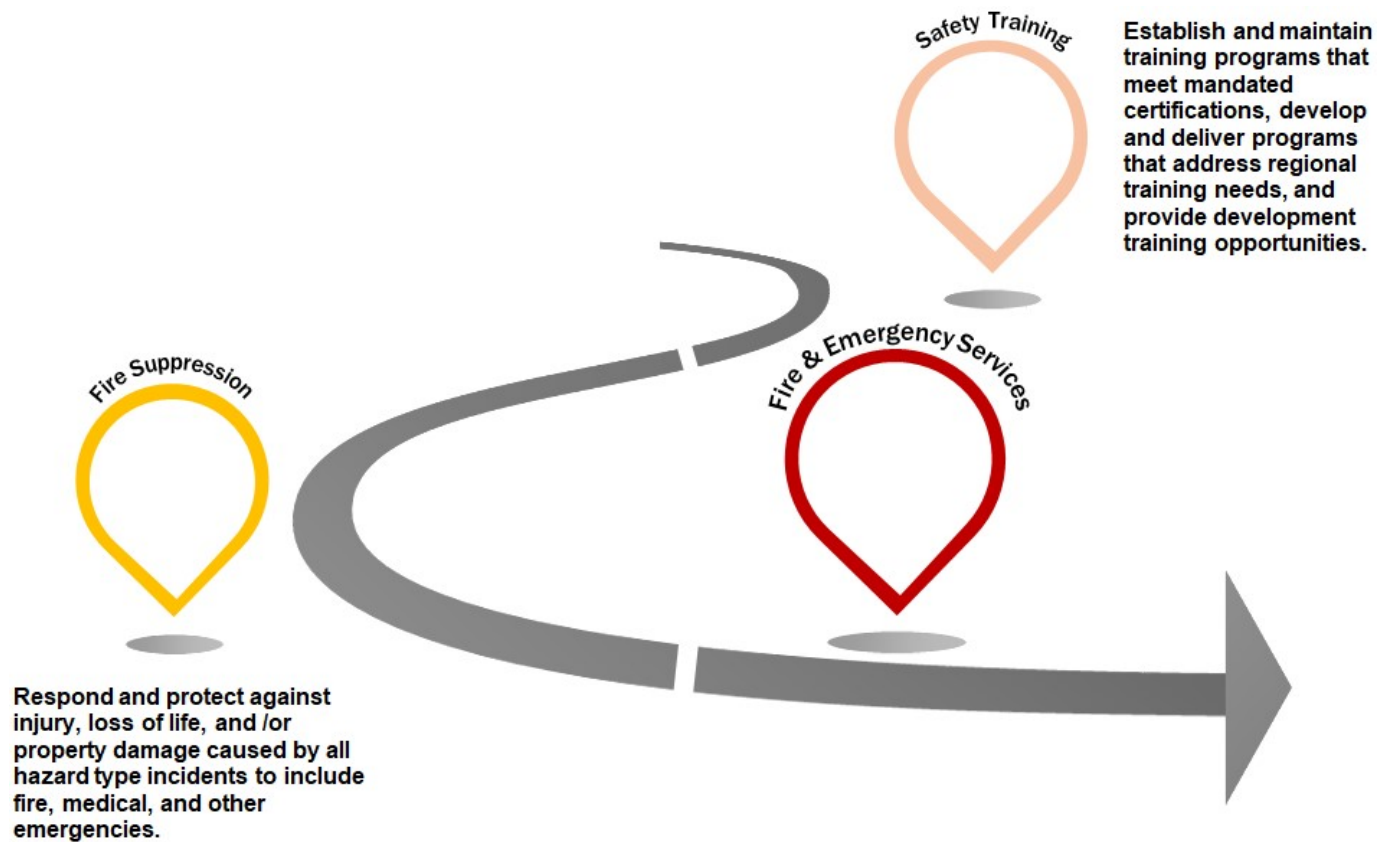 Safety Training
Establish and maintain
training programs that
meet mandated
certifications, develop
and deliver programs
that address regional
training needs, and
provide development
training opportunities.
Fire & Emergency Services
Fire Suppression
Respond and protect against
injury, loss of life, and /or
property damage caused by all
hazard type incidents to include
fire, medical, and other
emergencies.